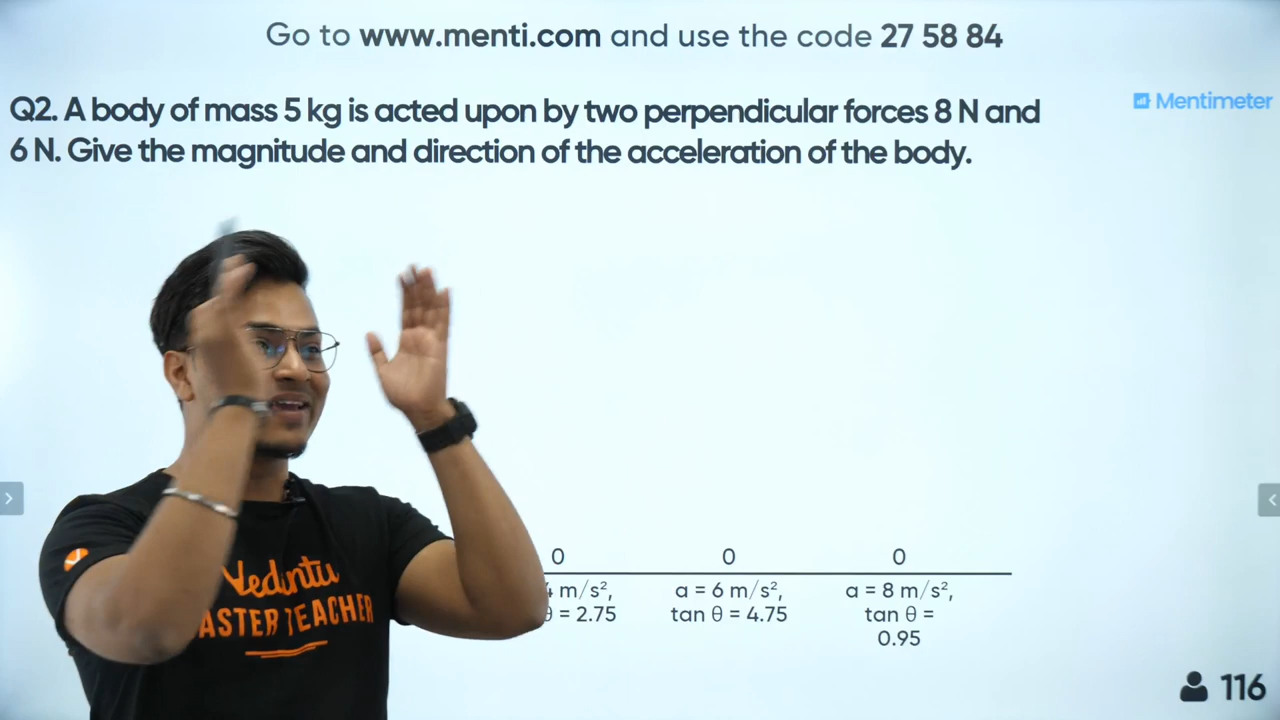 Go to www.menti.com and use the code 27 58 84
Mentimeter
Q2. A body of mass 5 kg is acted upon by two perpendicular forces 8 N and
6 N. Give the magnitude and direction of the acceleration of the body.
0 0 0
m/s², a = 6 m/s², a = 8 m/s²,
= 2.75 tan θ = 4.75 tan θ =
0.95
Vedantu
ASTER TEACHER
116